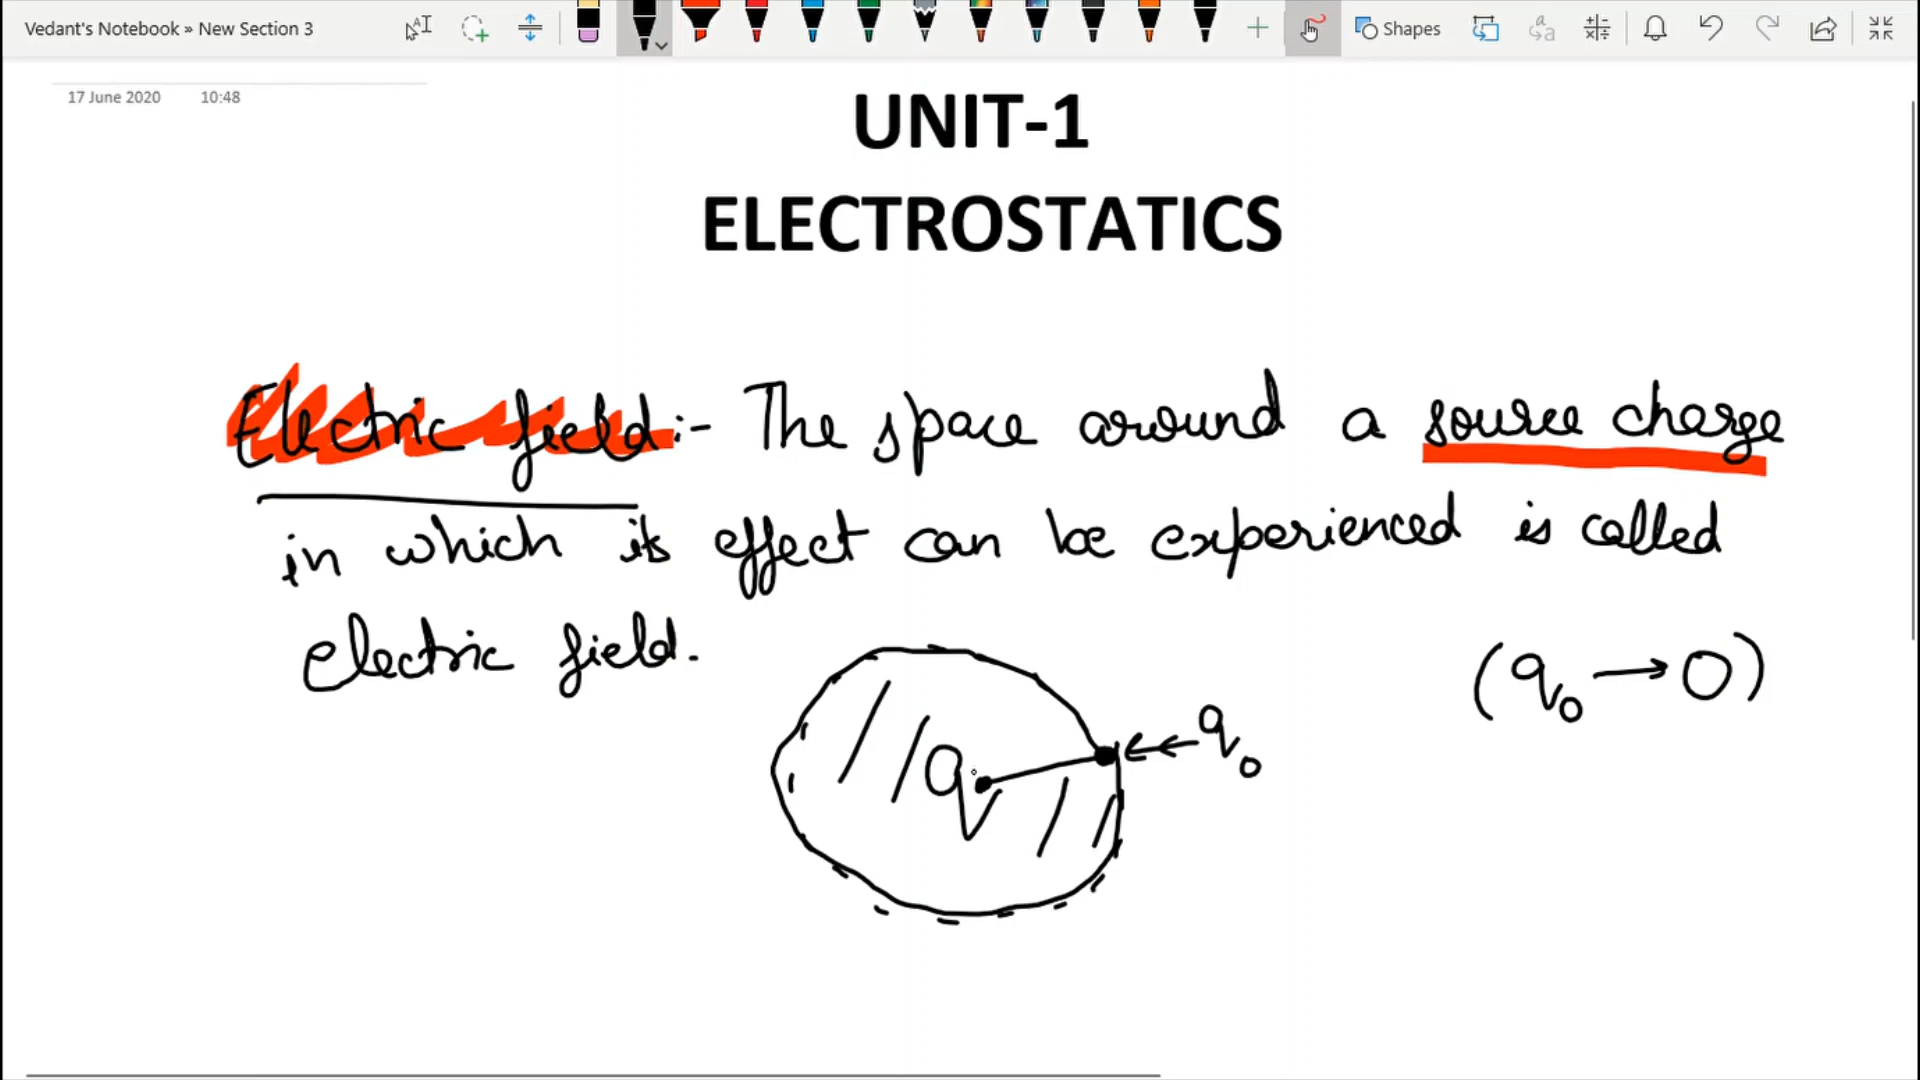 Vedant's Notebook » New Section 3
Shapes
17 June 2020 10:48
UNIT-1
ELECTROSTATICS
Electric field :- The space around a source charge
in which its effect can be experienced is called
electric field.
(q₀ → 0)
q₀
q